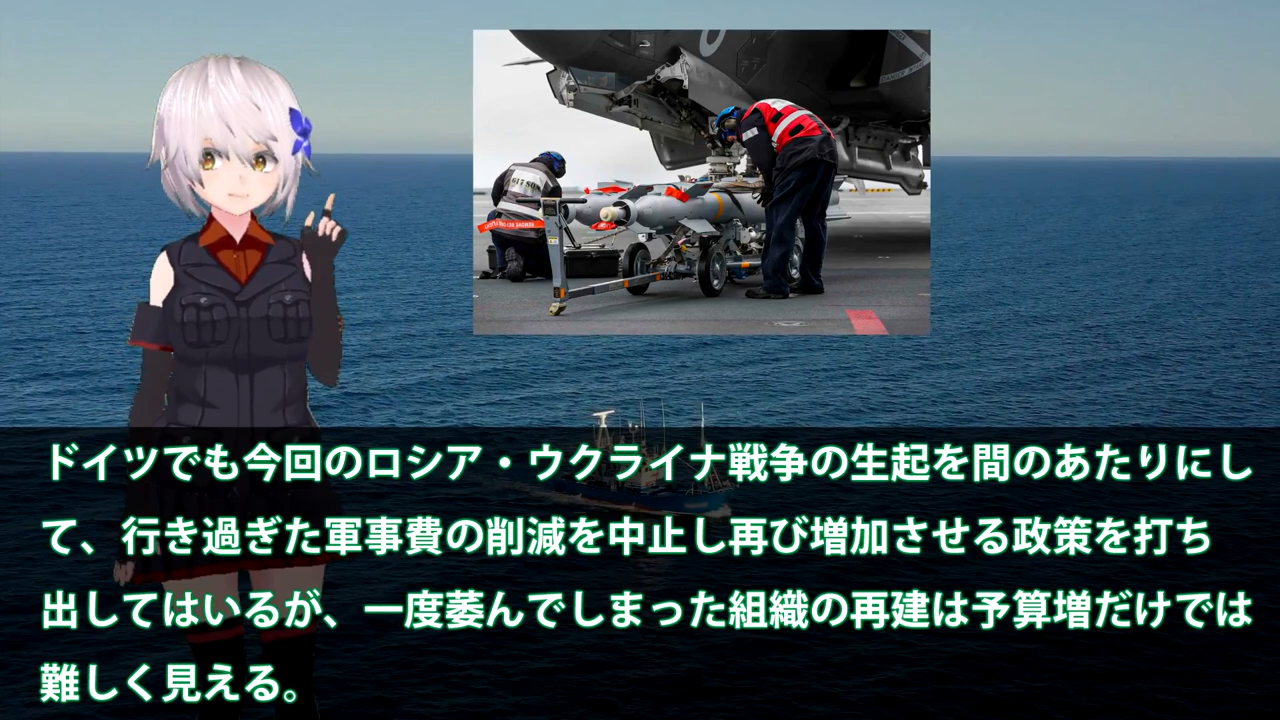 ドイツでも今回のロシア・ウクライナ戦争の生起を間のあたりにし
て、行き過ぎた軍事費の削減を中止し再び増加させる政策を打ち
出してはいるが、一度萎んでしまった組織の再建は予算増だけでは
難しく見える。